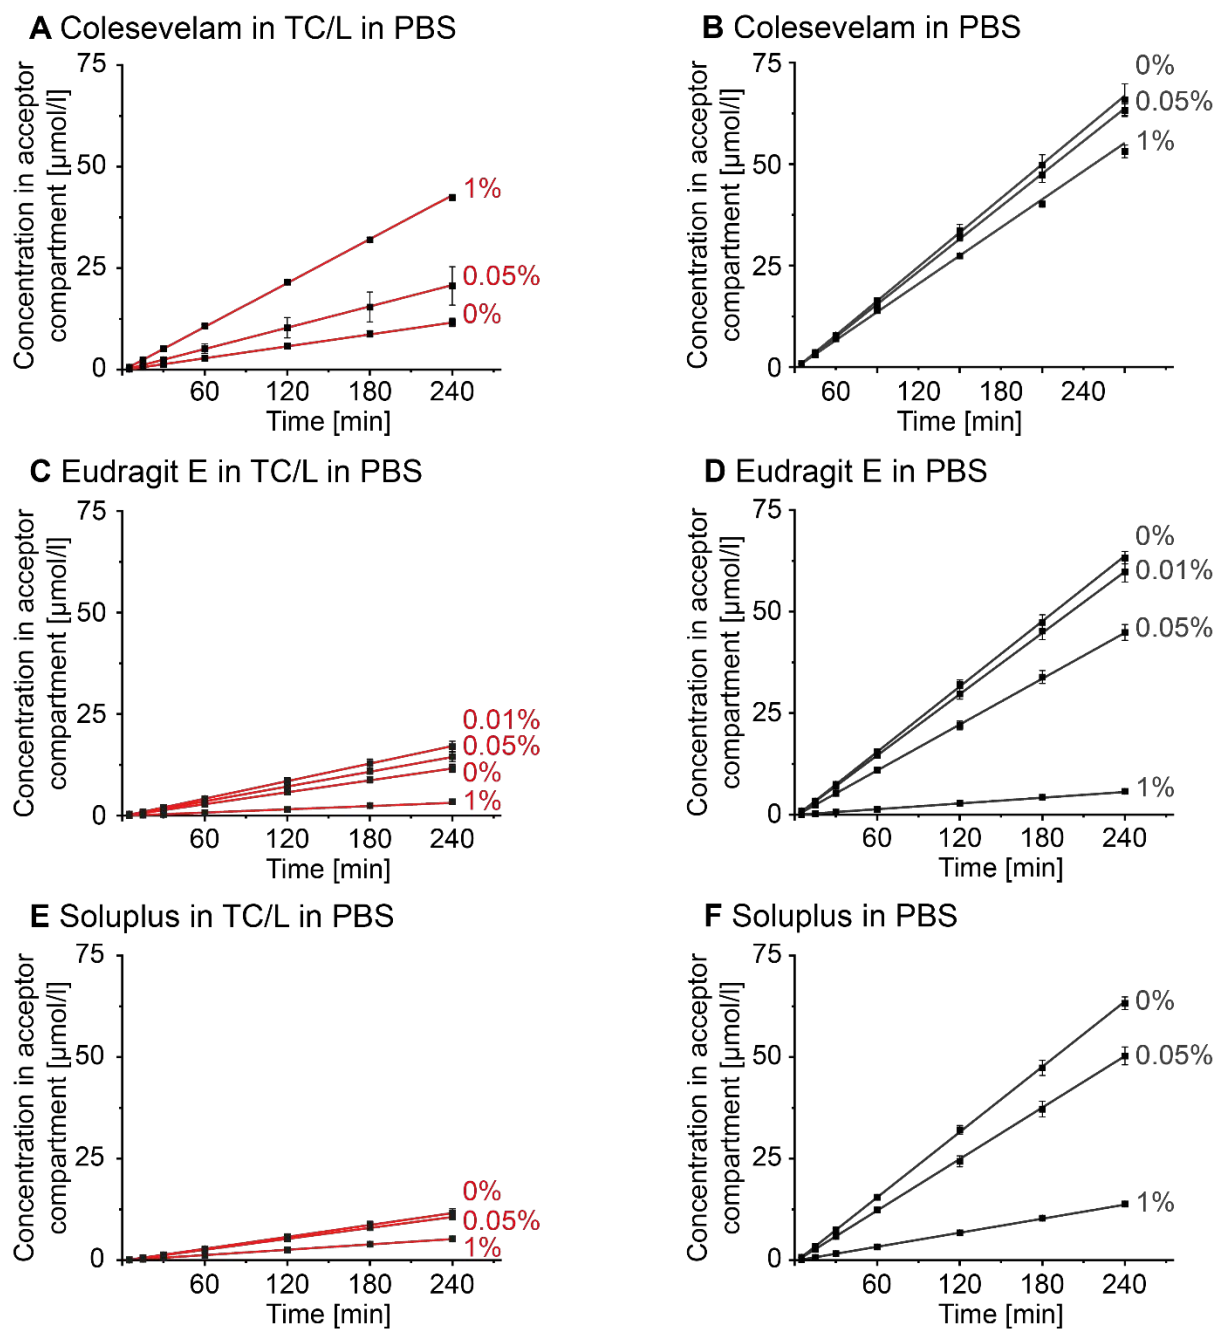 A Colesevelam in TC/L in PBS
Concentration in acceptor
compartment [µmol/l]
75
50
25
0
1%
0.05%
0%
60 120 180 240
Time [min]
B Colesevelam in PBS
Concentration in acceptor
compartment [µmol/l]
75
50
25
0
0%
0.05%
1%
60 120 180 240
Time [min]
C Eudragit E in TC/L in PBS
Concentration in acceptor
compartment [µmol/l]
75
50
25
0
0.01%
0.05%
0%
1%
60 120 180 240
Time [min]
D Eudragit E in PBS
Concentration in acceptor
compartment [µmol/l]
75
50
25
0
0%
0.01%
0.05%
1%
60 120 180 240
Time [min]
E Soluplus in TC/L in PBS
Concentration in acceptor
compartment [µmol/l]
75
50
25
0
0%
0.05%
1%
60 120 180 240
Time [min]
F Soluplus in PBS
Concentration in acceptor
compartment [µmol/l]
75
50
25
0
0%
0.05%
1%
60 120 180 240
Time [min]